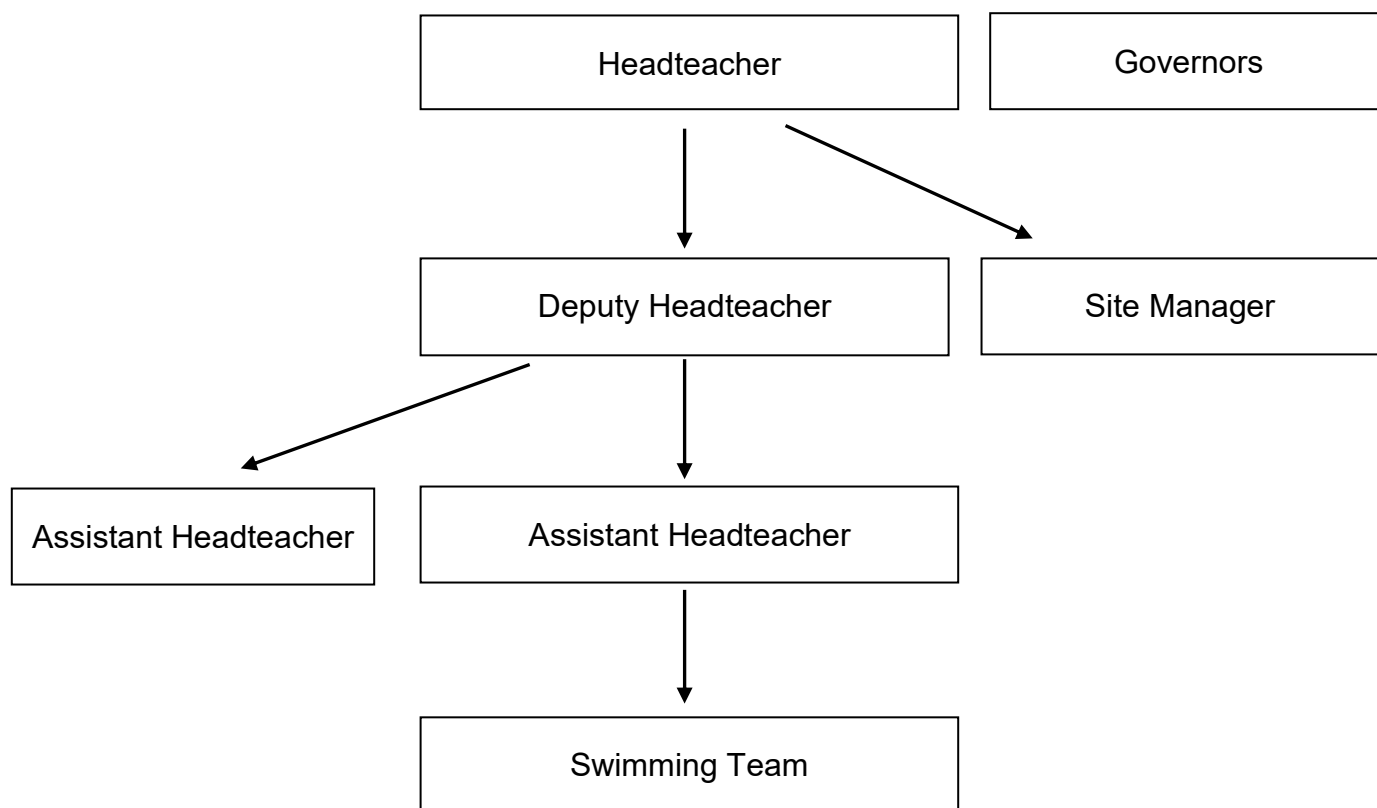 Headteacher
Governors
Deputy Headteacher
Site Manager
Assistant Headteacher
Assistant Headteacher
Swimming Team